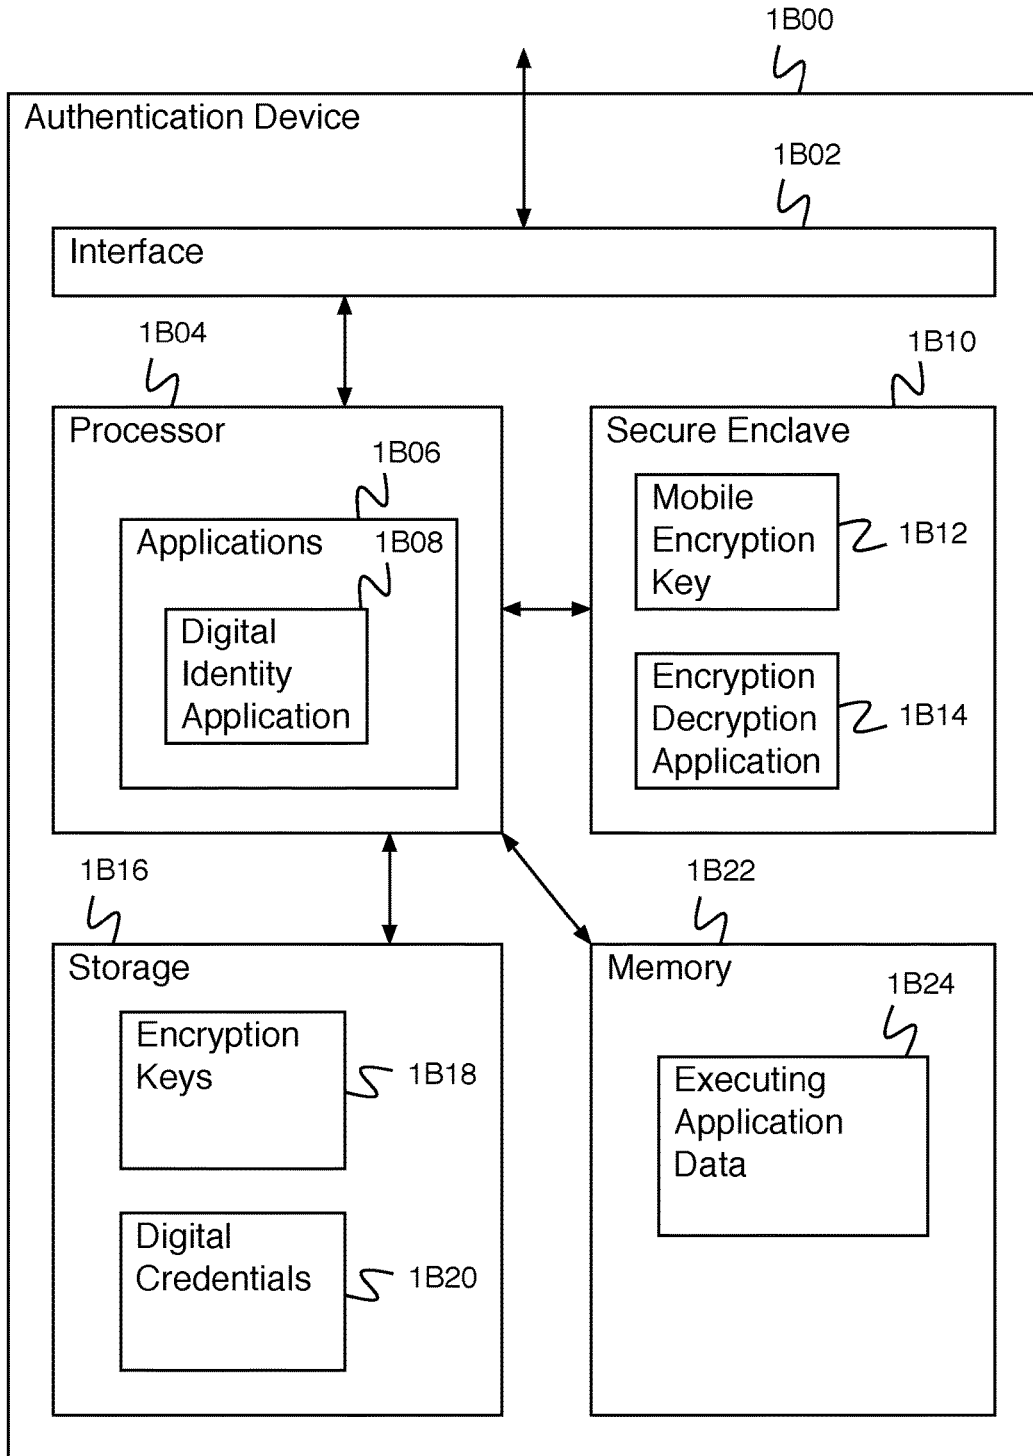 1B00
Authentication Device
1B02
Interface
1B04
1B10
Processor
Secure Enclave
1B06
Applications
1B08
Digital
Identity
Application
Mobile
Encryption
Key
1B12
Encryption
Decryption
Application
1B14
1B16
1B22
Storage
Memory
Encryption
Keys
1B18
Digital
Credentials
1B20
1B24
Executing
Application
Data